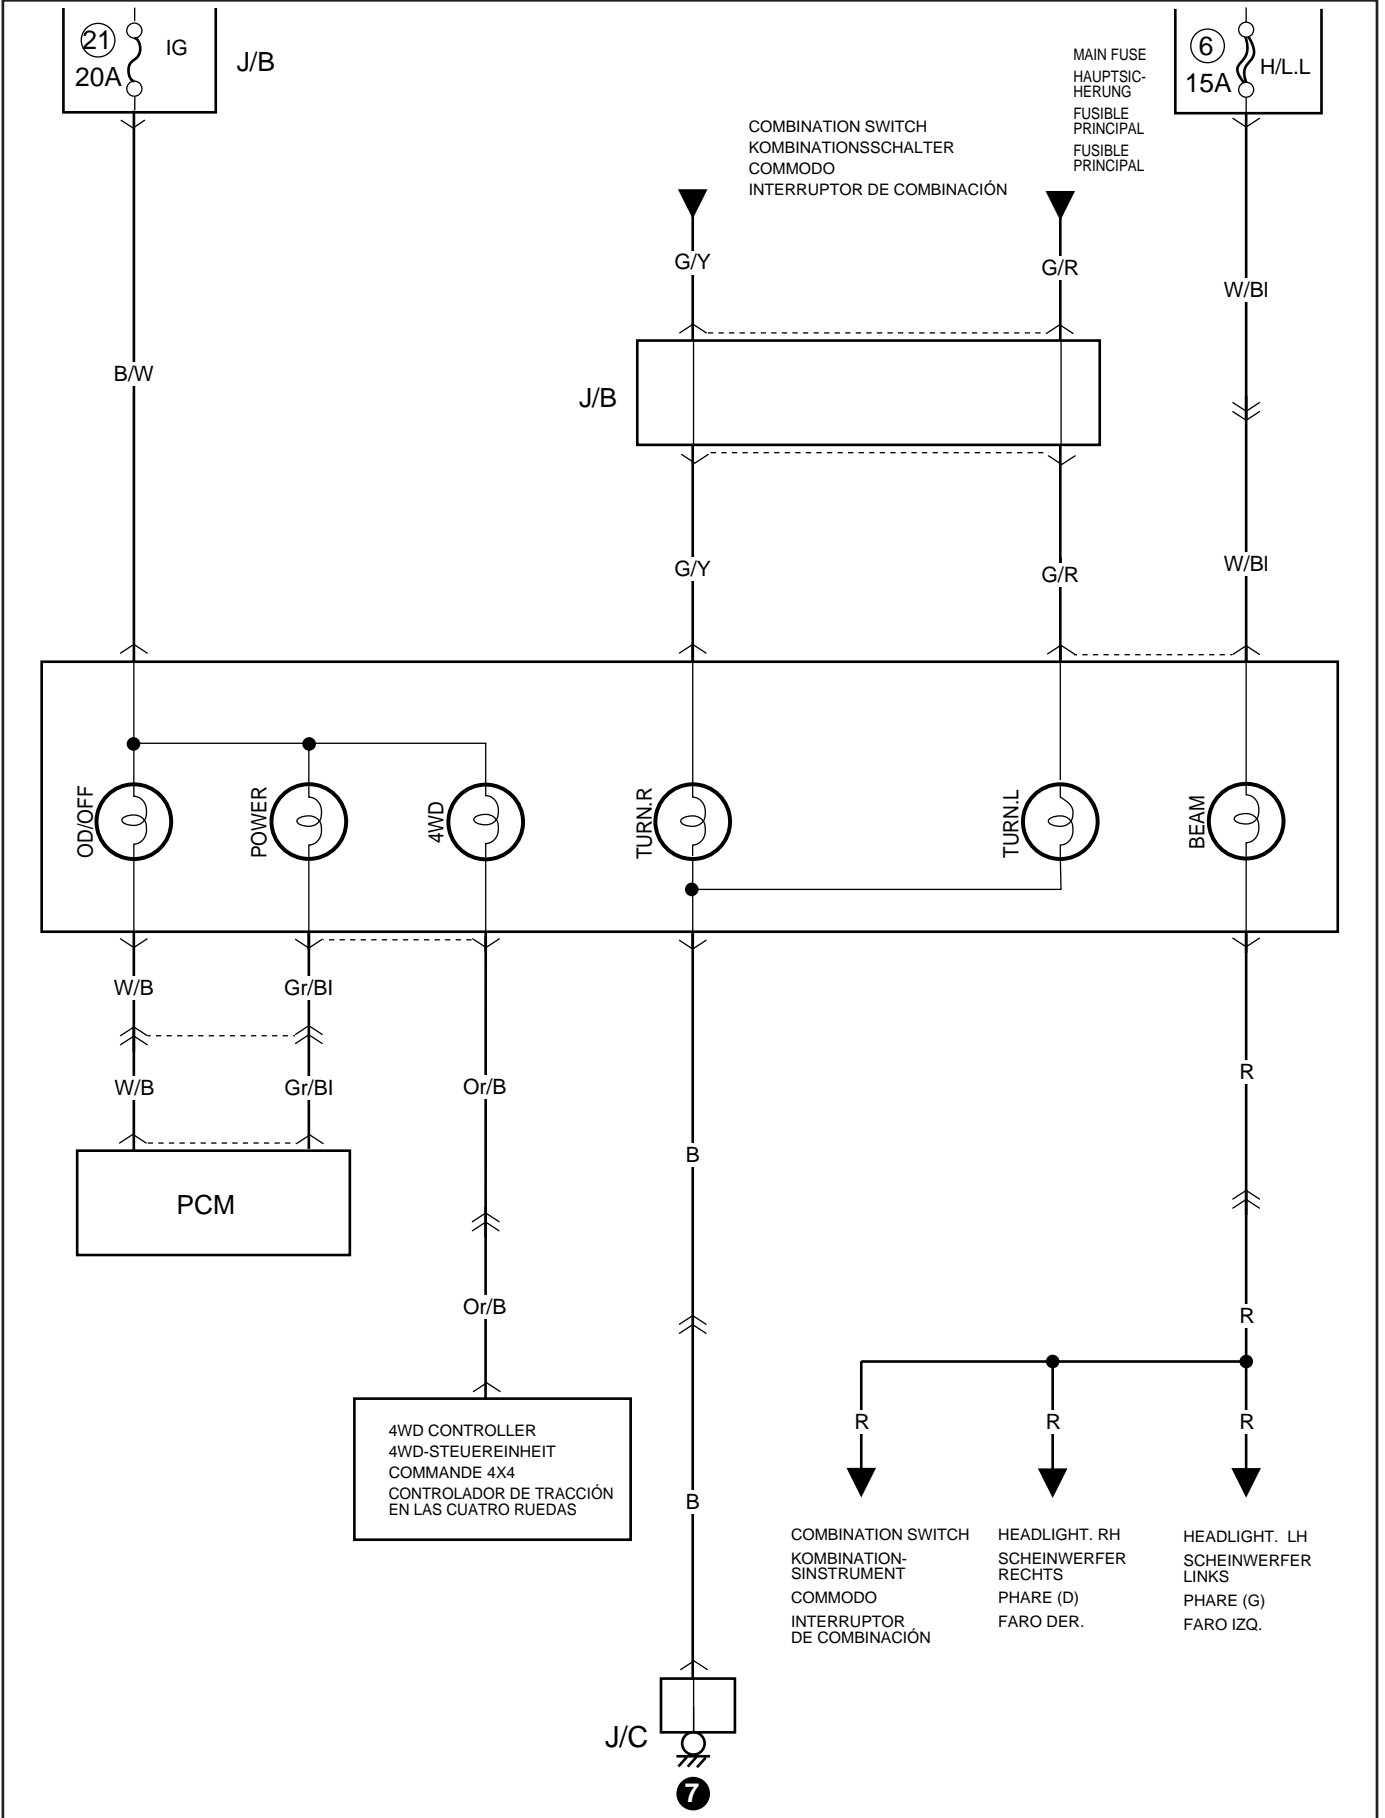 21
20A
IG
J/B
MAIN FUSE
HAUPTSIC-
HERUNG
FUSIBLE
PRINCIPAL
FUSIBLE
PRINCIPAL
6
15A
H/L.L
COMBINATION SWITCH
KOMBINATIONSSCHALTER
COMMODO
INTERRUPTOR DE COMBINACIÓN
G/Y
G/R
W/Bl
B/W
J/B
G/Y
G/R
W/Bl
OD/OFF
POWER
4WD
TURN.R
TURN.L
BEAM
W/B
Gr/Bl
W/B
Gr/Bl
Or/B
R
B
PCM
Or/B
R
4WD CONTROLLER
4WD-STEUEREINHEIT
COMMANDE 4X4
CONTROLADOR DE TRACCIÓN
EN LAS CUATRO RUEDAS
R
R
R
B
COMBINATION SWITCH
KOMBINATION-
SINSTRUMENT
COMMODO
INTERRUPTOR
DE COMBINACIÓN
HEADLIGHT. RH
SCHEINWERFER
RECHTS
PHARE (D)
FARO DER.
HEADLIGHT. LH
SCHEINWERFER
LINKS
PHARE (G)
FARO IZQ.
J/C
7